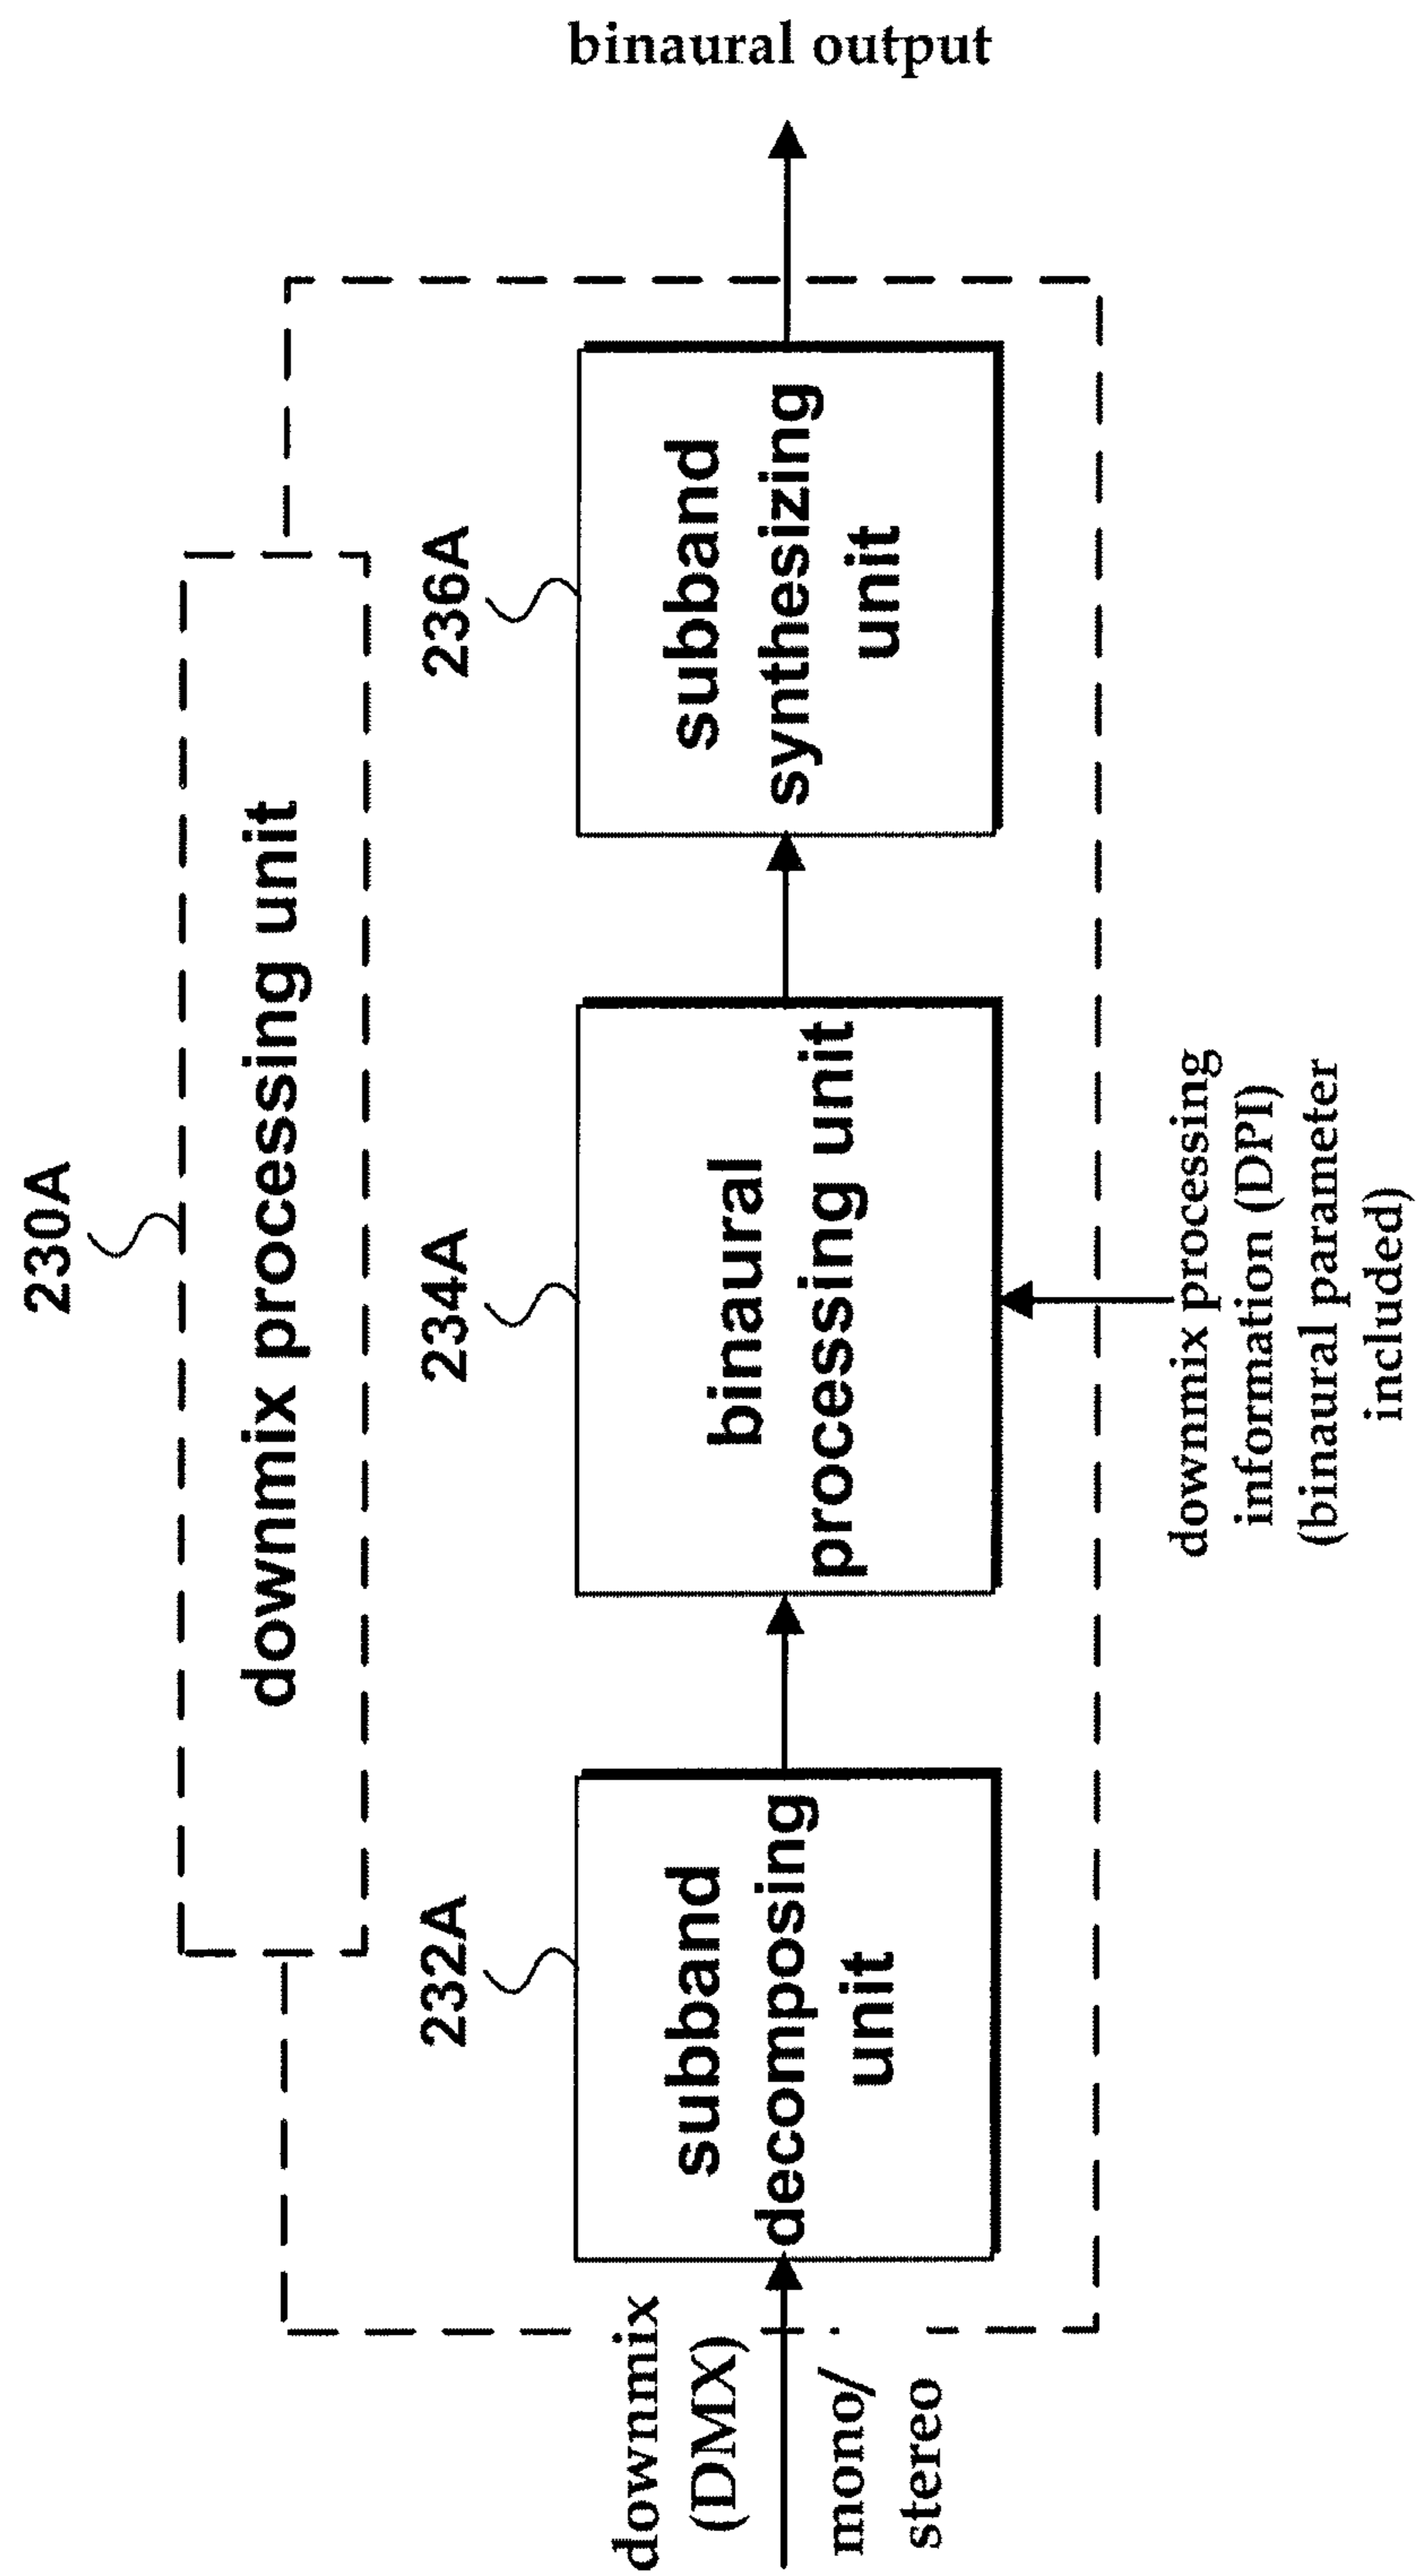 230A
downmix processing unit
232A
234A
236A
downmix
(DMX)
mono/
stereo
subband
decomposing
unit
binaural
processing unit
subband
synthesizing
unit
binaural output
downmix processing
information (DPI)
(binaural parameter
included)